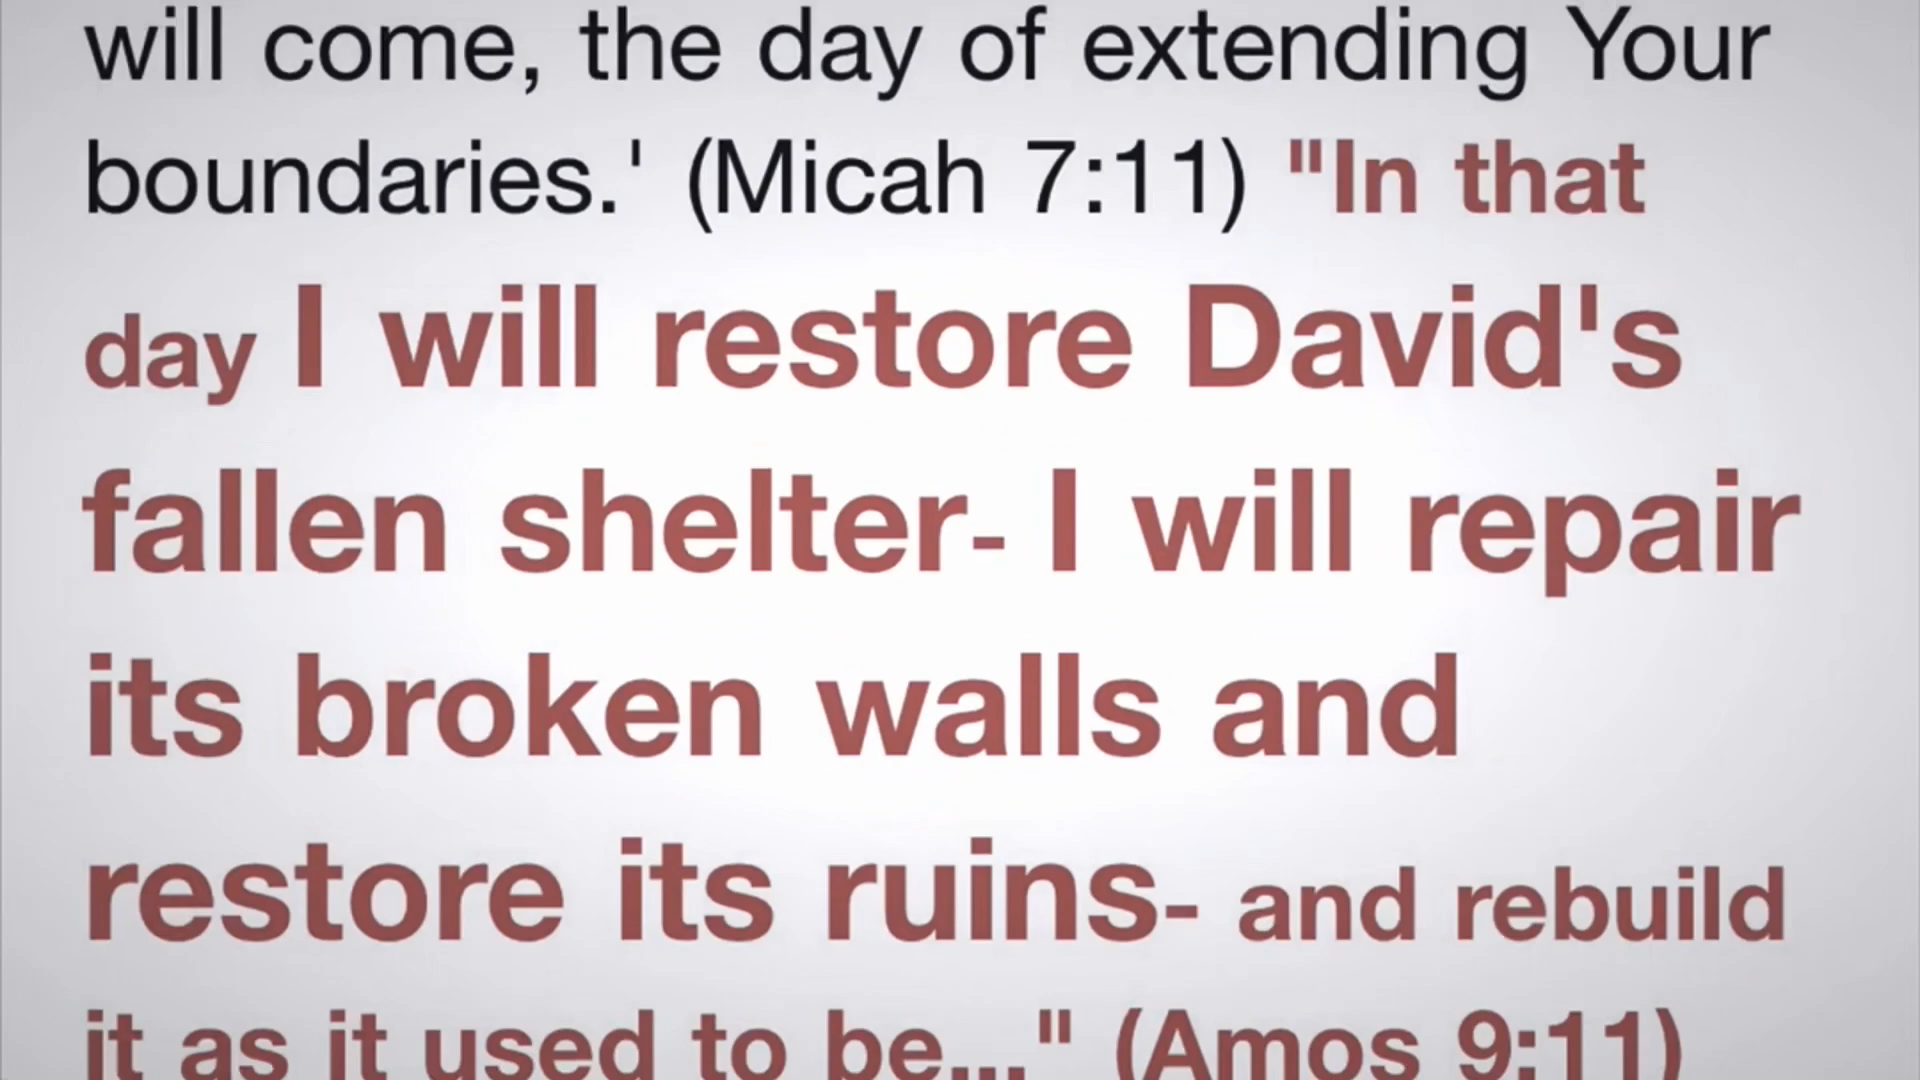 will come, the day of extending Your
boundaries.' (Micah 7:11) "In that
day I will restore David's
fallen shelter- I will repair
its broken walls and
restore its ruins- and rebuild
it as it used to be..." (Amos 9:11)